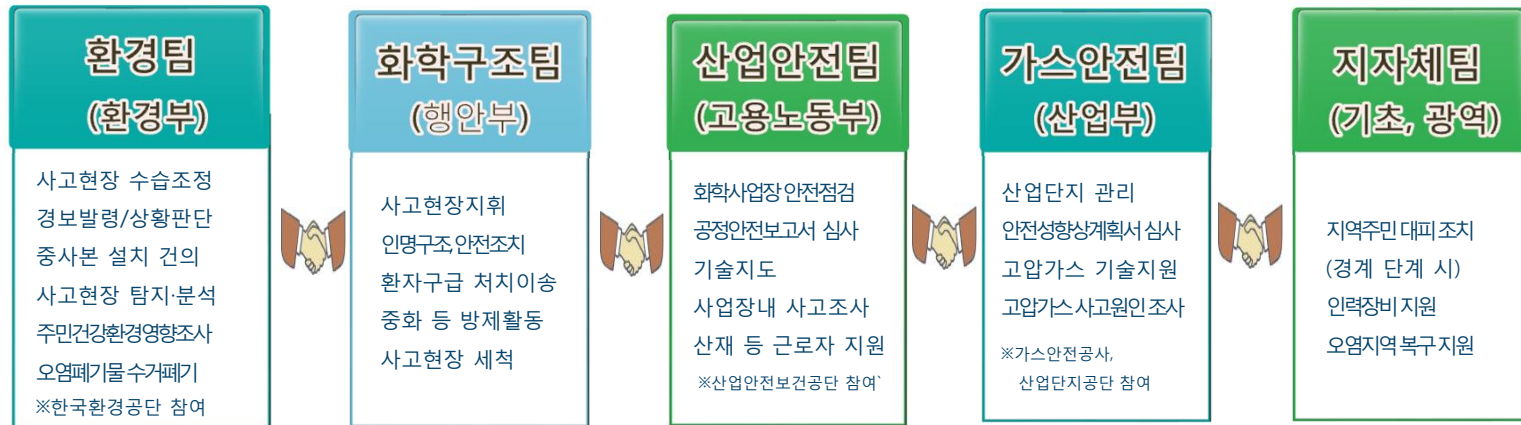 환경팀
(환경부)
사고현장 수습조정
경보발령/상황판단
중사본 설치 건의
사고현장 탐지·분석
주민건강환경영향조사
오염폐기물 수거폐기
※한국환경공단 참여
화학구조팀
(행안부)
사고현장지휘
인명구조, 안전조치
환자구급 처치이송
중화 등 방제활동
사고현장 세척
산업안전팀
(고용노동부)
화학사업장 안전점검
공정안전보고서 심사
기술지도
사업장내 사고조사
산재 등 근로자 지원
※산업안전보건공단 참여`
가스안전팀
(산업부)
산업단지 관리
안전성향상계획서 심사
고압가스 기술지원
고압가스 사고원인 조사
※가스안전공사,
산업단지공단 참여
지자체팀
(기초, 광역)
지역주민 대피 조치
(경계 단계 시)
인력장비 지원
오염지역 복구 지원